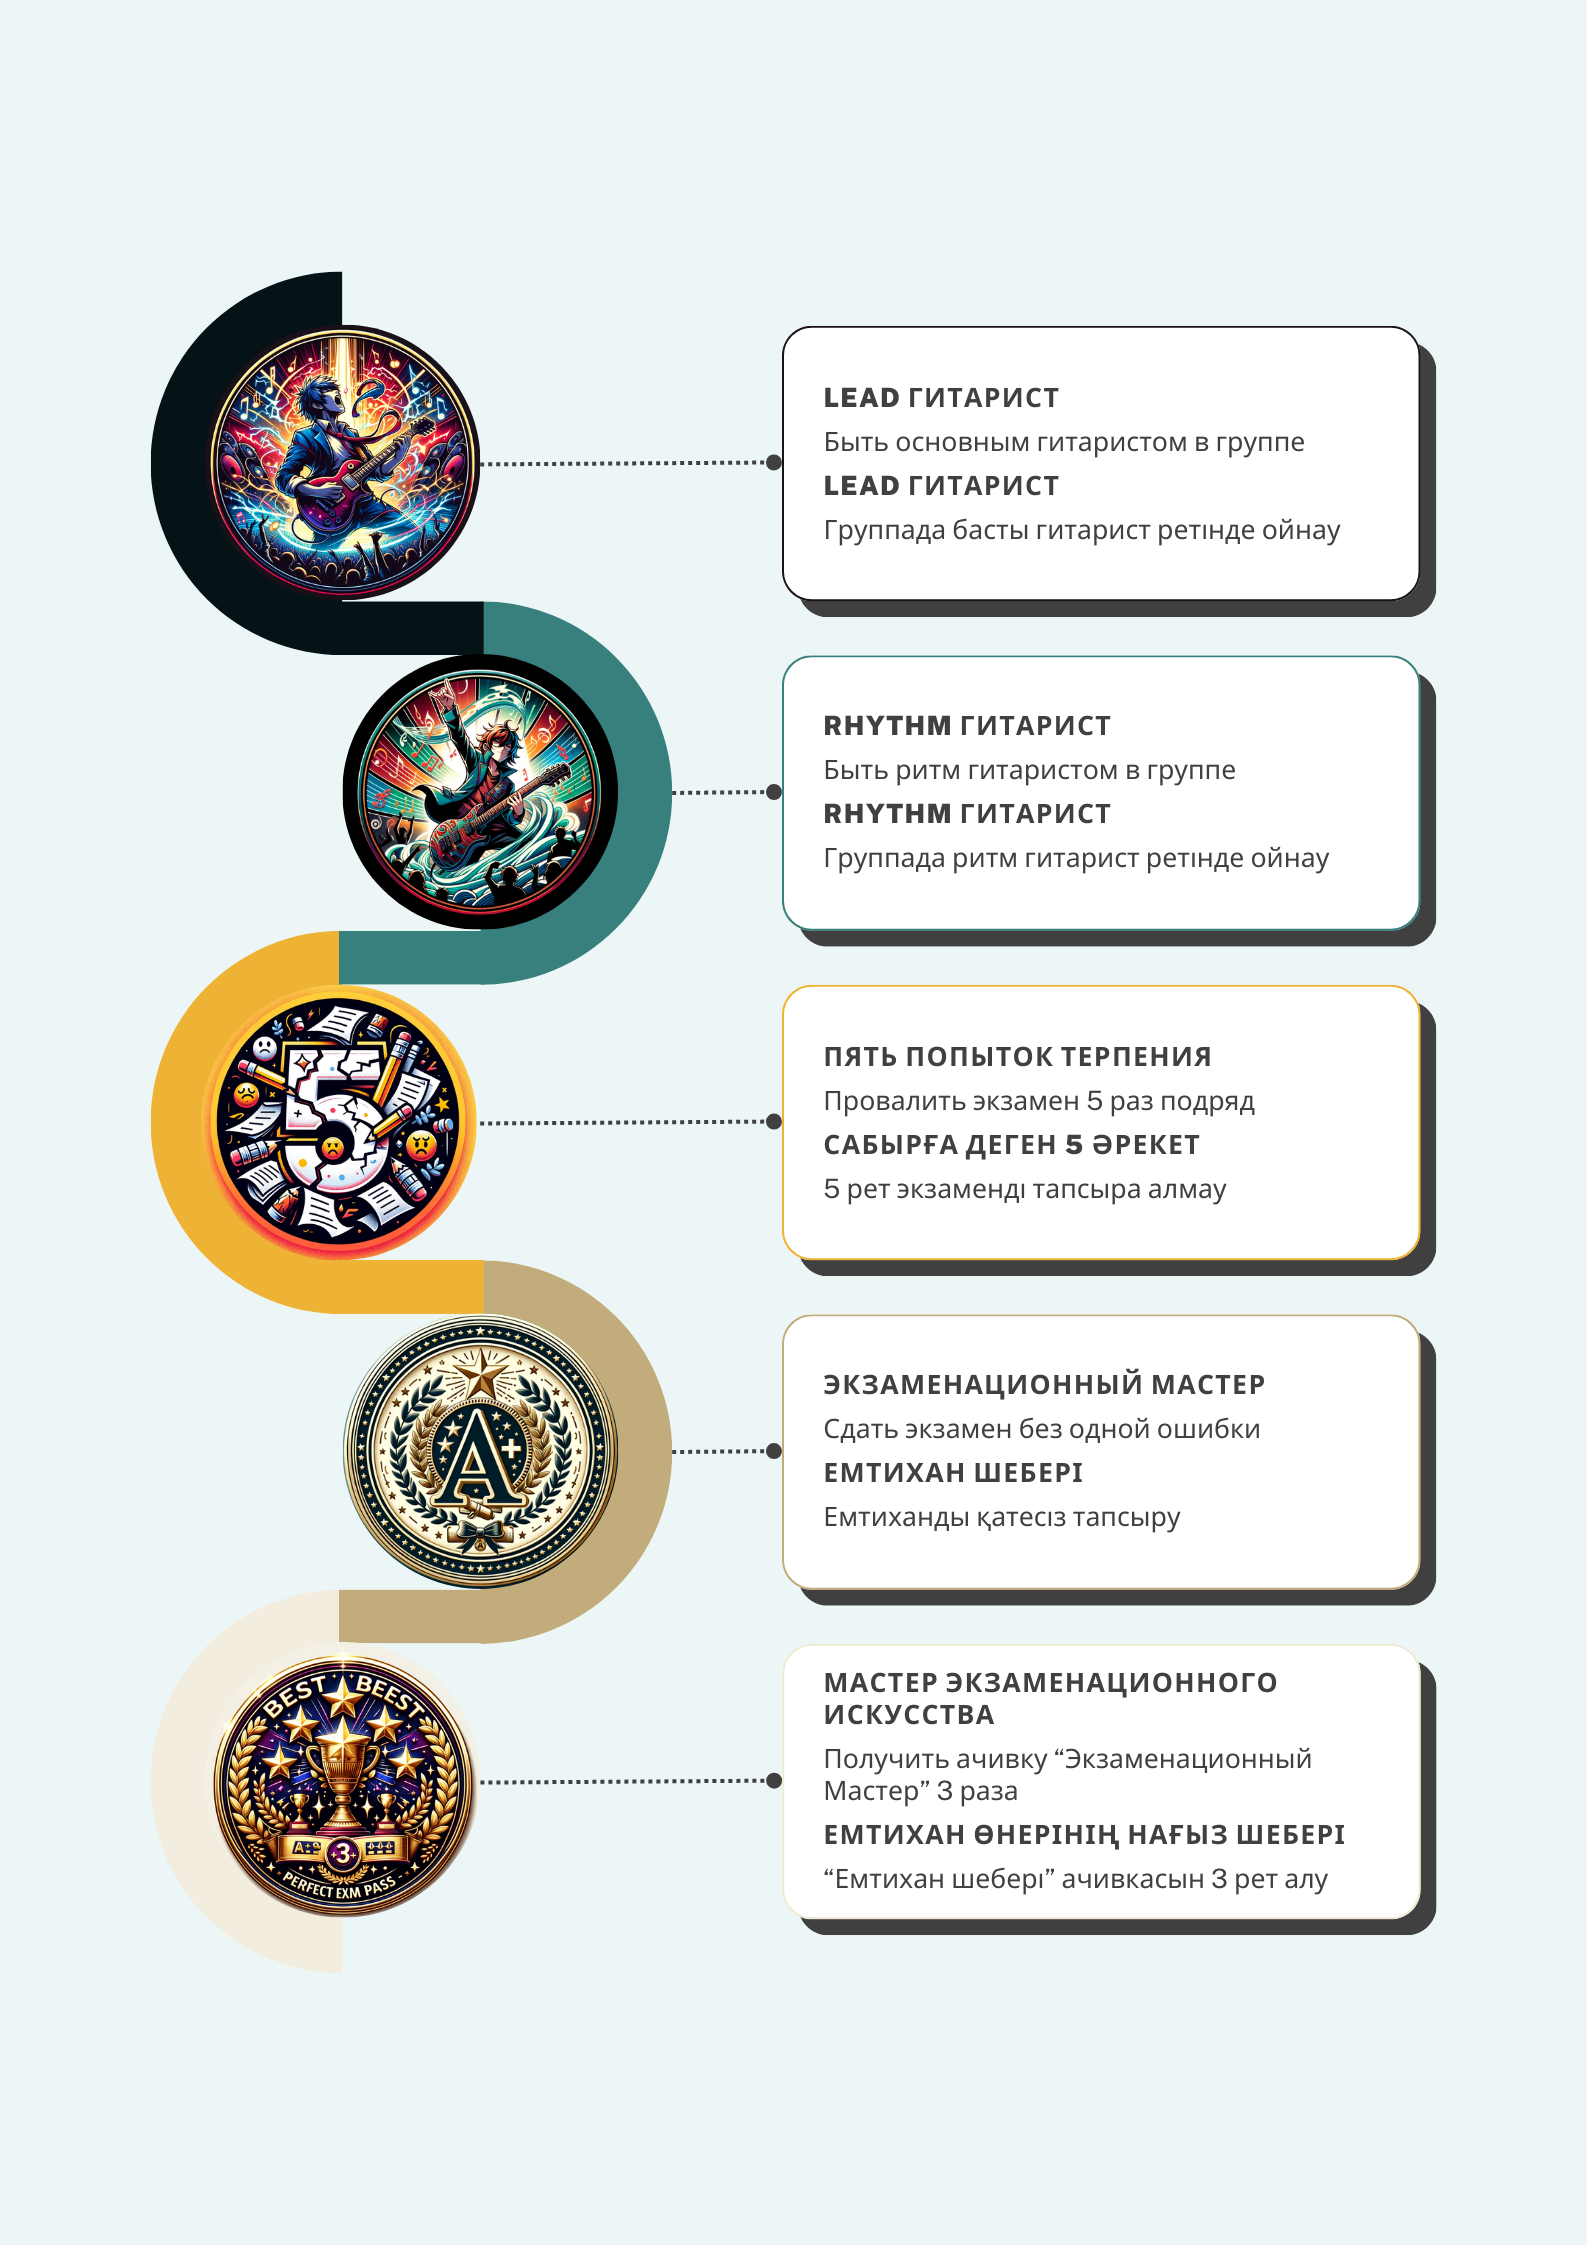 LEAD ГИТАРИСТ
Быть основным гитаристом в группе
LEAD ГИТАРИСТ
Группада басты гитарист ретінде ойнау
RHYTHM ГИТАРИСТ
Быть ритм гитаристом в группе
RHYTHM ГИТАРИСТ
Группада ритм гитарист ретінде ойнау
5
ПЯТЬ ПОПЫТОК ТЕРПЕНИЯ
Провалить экзамен 5 раз подряд
САБЫРҒА ДЕГЕН 5 ӘРЕКЕТ
5 рет экзаменді тапсыра алмау
A+
ЭКЗАМЕНАЦИОННЫЙ МАСТЕР
Сдать экзамен без одной ошибки
ЕМТИХАН ШЕБЕРІ
Емтиханды қатесіз тапсыру
BEST BEEST
3
PERFECT EXM PASS
МАСТЕР ЭКЗАМЕНАЦИОННОГО
ИСКУССТВА
Получить ачивку “Экзаменационный
Мастер” 3 раза
ЕМТИХАН ӨНЕРІНІҢ НАҒЫЗ ШЕБЕРІ
“Емтихан шебері” ачивкасын 3 рет алу